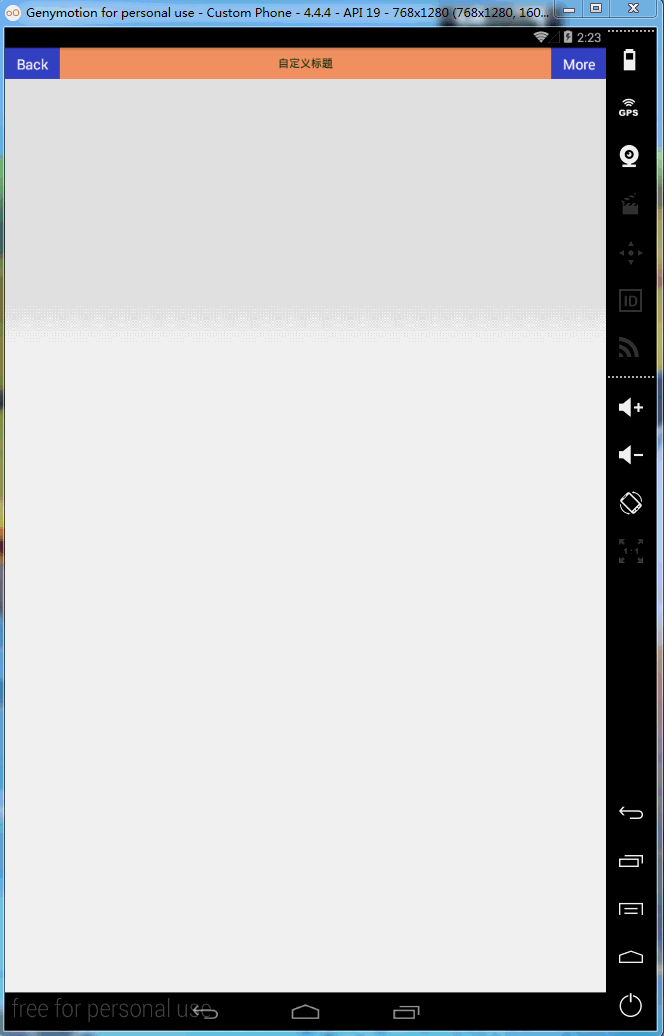 Genymotion for personal use - Custom Phone - 4.4.4 - API 19 - 768x1280 (768x1280, 160...
2:23
Back
自定义标题
More
GPS
ID
1 : 1
free for personal use